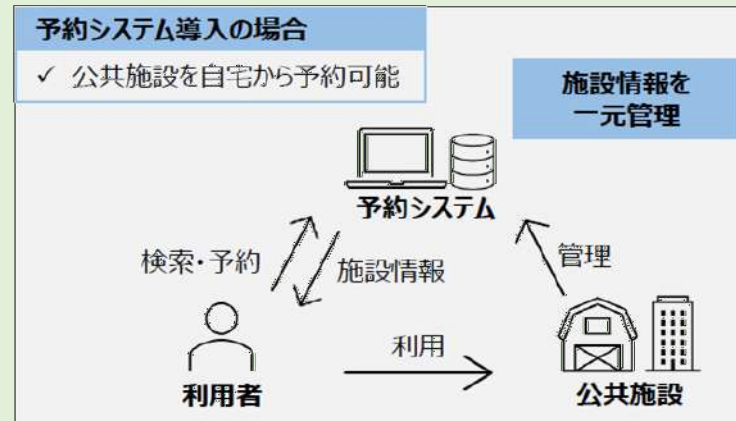 予約システム導入の場合
✓ 公共施設を自宅から予約可能
施設情報を
一元管理
予約システム
検索・予約
施設情報
管理
利用
利用者
公共施設